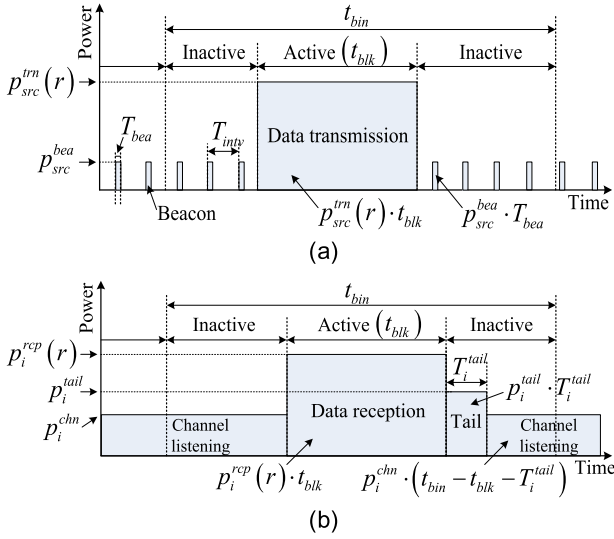 t_bin
Power
Inactive
Active (t_blk)
Inactive
p_src^trn (r)
T_bea
T_intv
Data transmission
p_src^bea
Beacon
p_src^trn (r) · t_blk
p_src^bea · T_bea
Time
(a)
t_bin
Power
Inactive
Active (t_blk)
Inactive
p_i^rcp (r)
T_i^tail
p_i^tail
p_i^tail · T_i^tail
Data reception
p_i^chn
Channel
listening
Tail
Channel
listening
Time
p_i^rcp (r) · t_blk
p_i^chn · (t_bin − t_blk − T_i^tail)
(b)